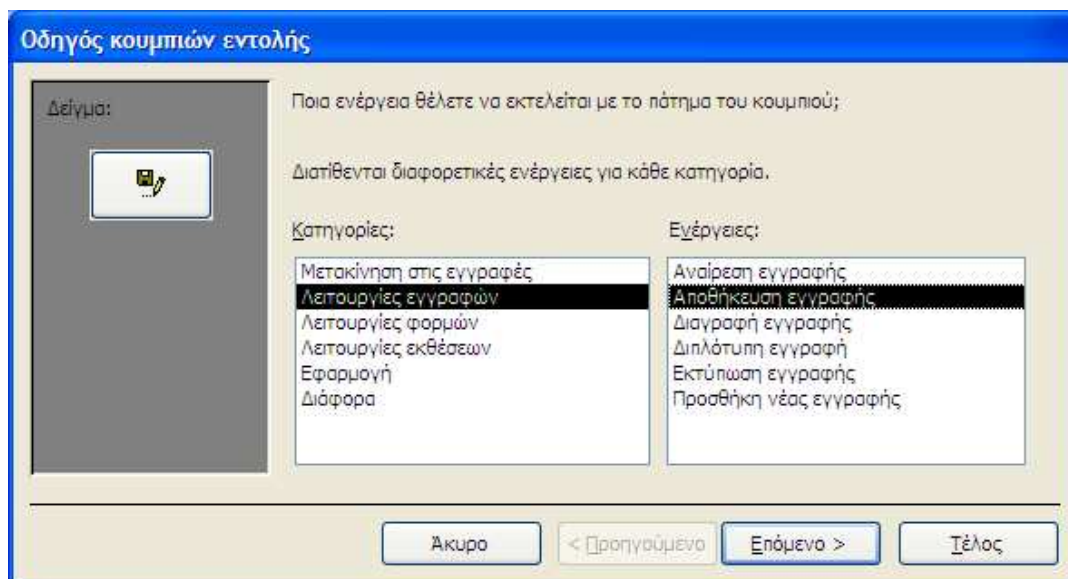 Οδηγός κουμπιών εντολής
Δείγμα:
Ποια ενέργεια θέλετε να εκτελείται με το πάτημα του κουμπιού;
Διατίθενται διαφορετικές ενέργειες για κάθε κατηγορία.
Κατηγορίες:
Μετακίνηση στις εγγραφές
Λειτουργίες εγγραφών
Λειτουργίες φορμών
Λειτουργίες εκθέσεων
Εφαρμογή
Διάφορα
Ενέργειες:
Αναίρεση εγγραφής
Αποθήκευση εγγραφής
Διαγραφή εγγραφής
Διπλότυπη εγγραφή
Εκτύπωση εγγραφής
Προσθήκη νέας εγγραφής
Άκυρο
< Προηγούμενο
Επόμενο >
Τέλος